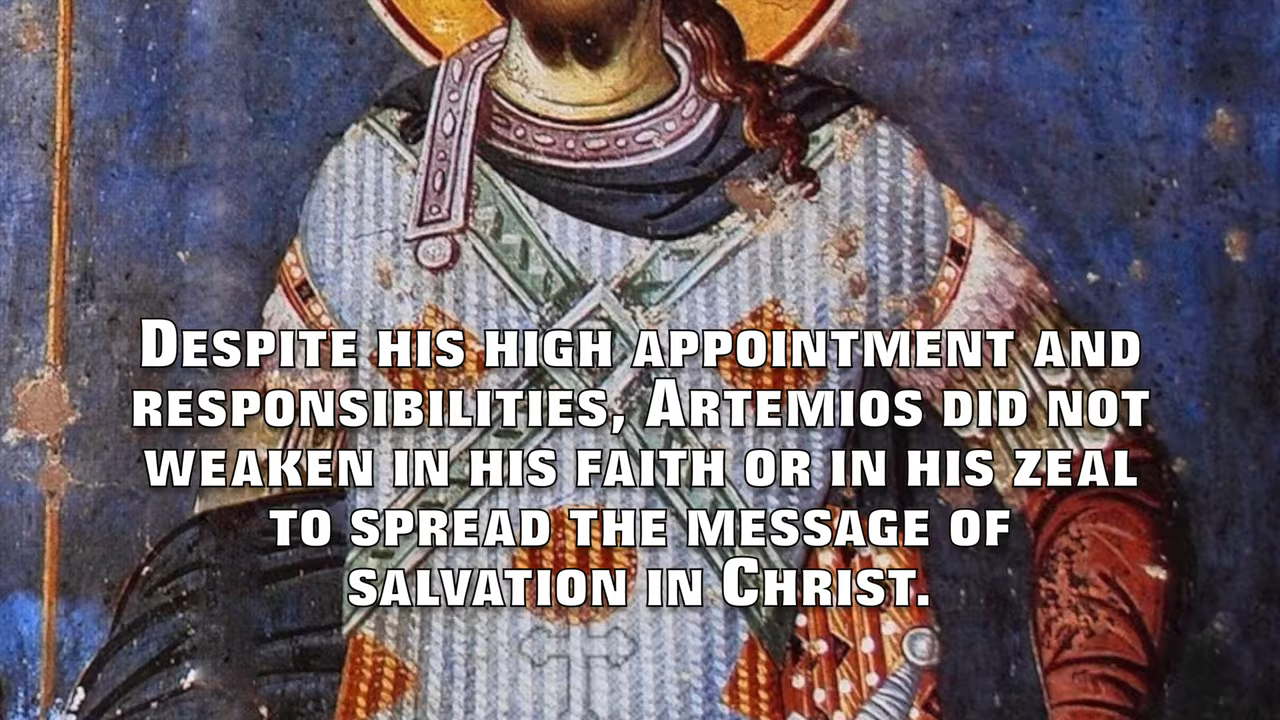 Despite his high appointment and
responsibilities, Artemios did not
weaken in his faith or in his zeal
to spread the message of
salvation in Christ.